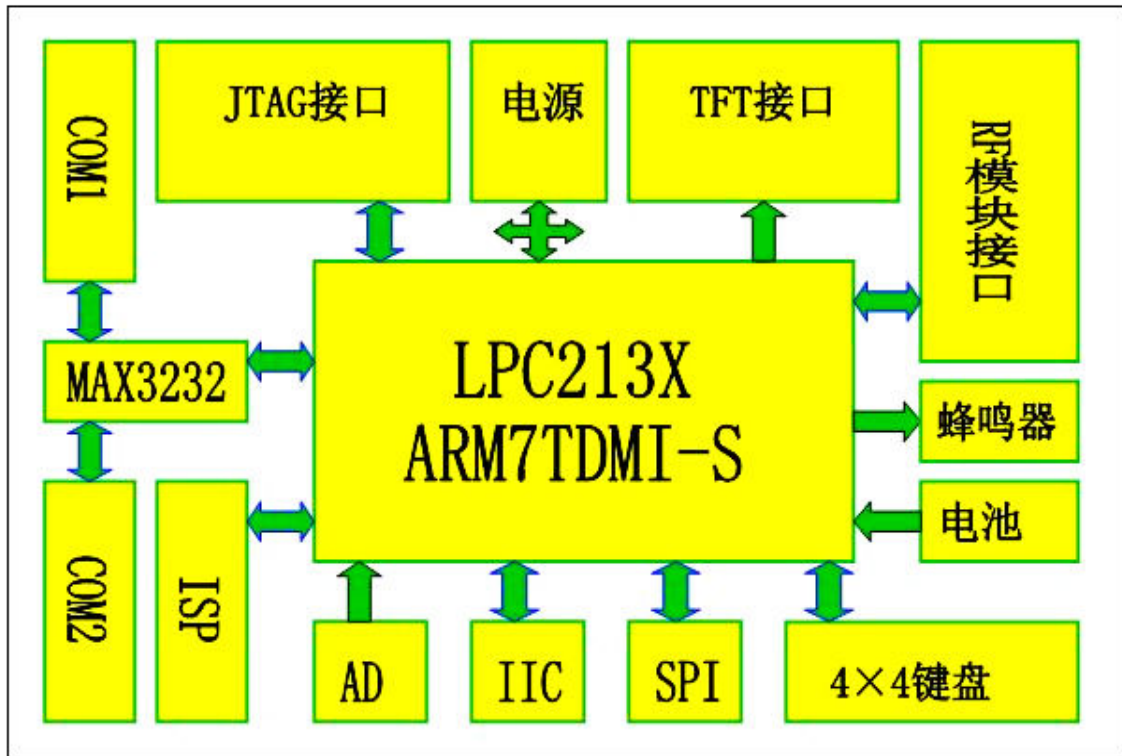 COM1
JTAG接口
电源
TFT接口
RF模块接口
MAX3232
LPC213X
ARM7TDMI-S
蜂鸣器
电池
COM2
ISP
AD
IIC
SPI
4×4键盘